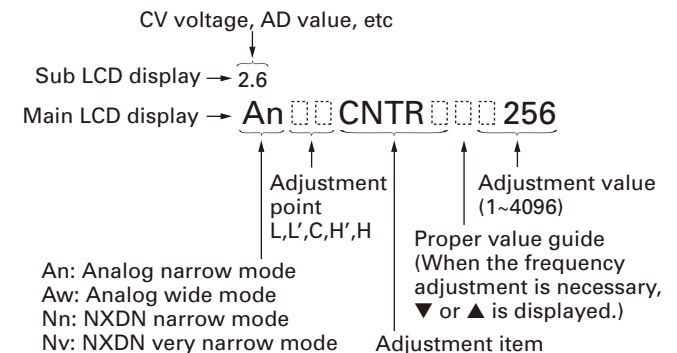 CV voltage, AD value, etc
Sub LCD display 2.6
Main LCD display An CNTR 256
Adjustment
point
L,L',C,H',H
Adjustment value
(1~4096)
Proper value guide
(When the frequency
adjustment is necessary,
▼ or ▲ is displayed.)
An: Analog narrow mode
Aw: Analog wide mode
Nn: NXDN narrow mode
Nv: NXDN very narrow mode
Adjustment item